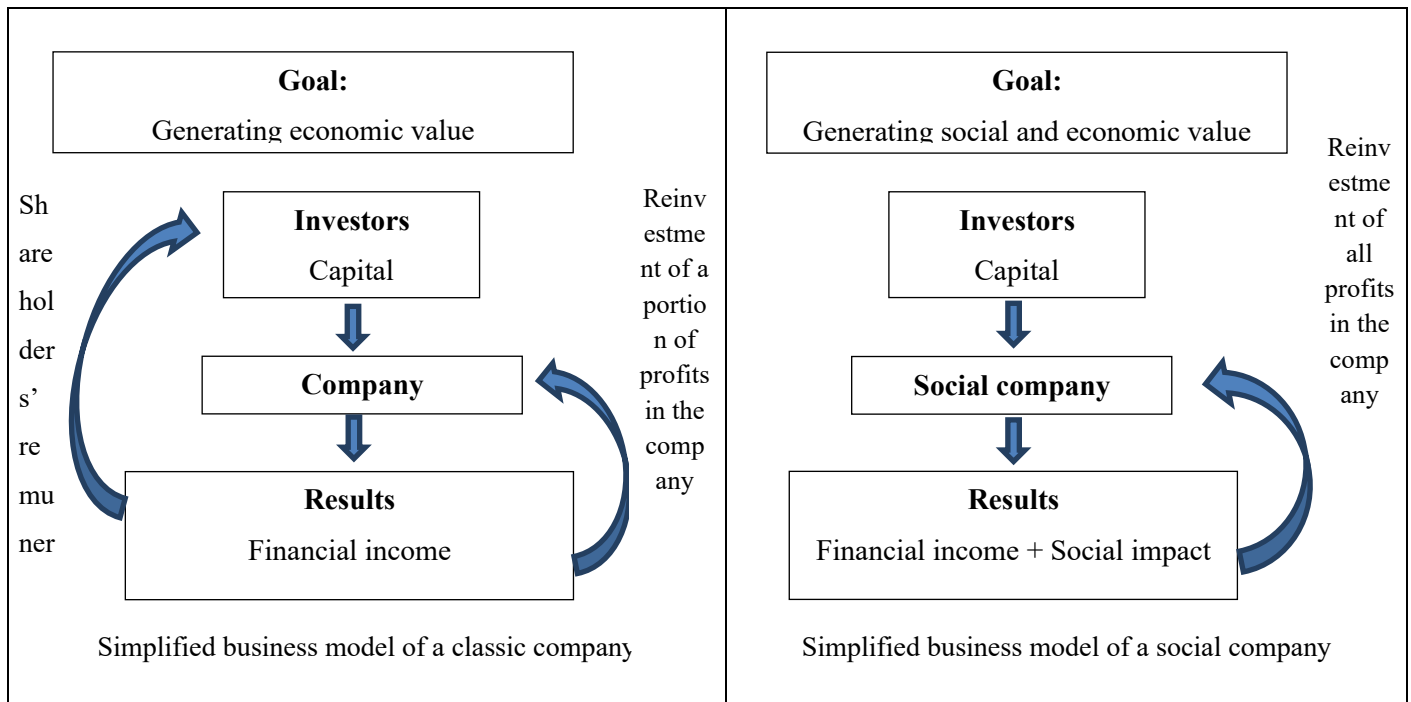 Goal:
Generating economic value
Sh
are
hol
der
s’
re
mu
ner
Investors
Capital
Company
Results
Financial income
Reinv
estme
nt of a
portio
n of
profits
in the
comp
any
Simplified business model of a classic company
Goal:
Generating social and economic value
Investors
Capital
Social company
Results
Financial income + Social impact
Reinv
estme
nt of
all
profits
in the
comp
any
Simplified business model of a social company